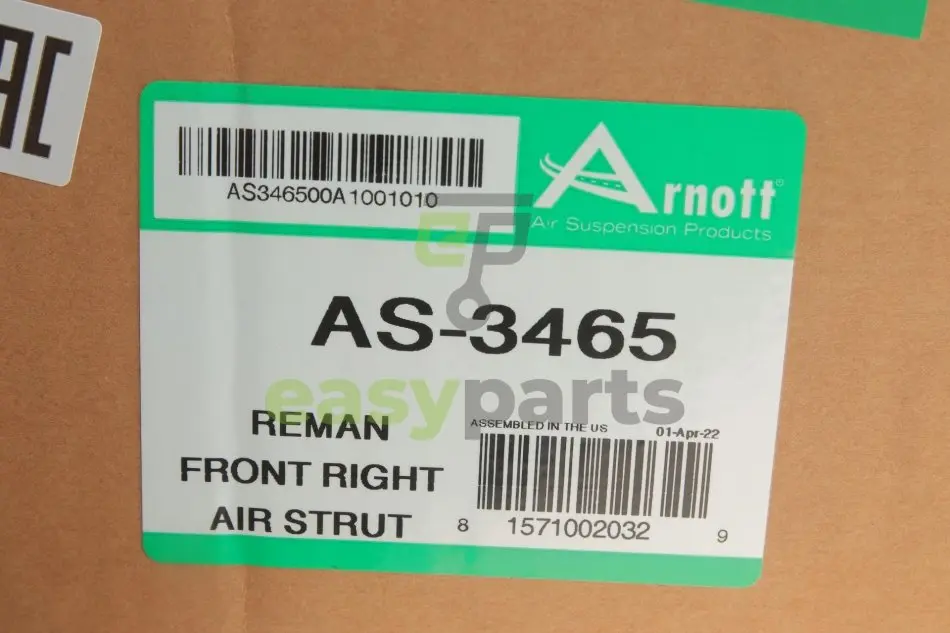 AS346500A1001010
Arnott®
Air Suspension Products
EP
AS-3465
easyparts
REMAN
FRONT RIGHT
AIR STRUT
ASSEMBLED IN THE US 01-Apr-22
8 1571002032 9